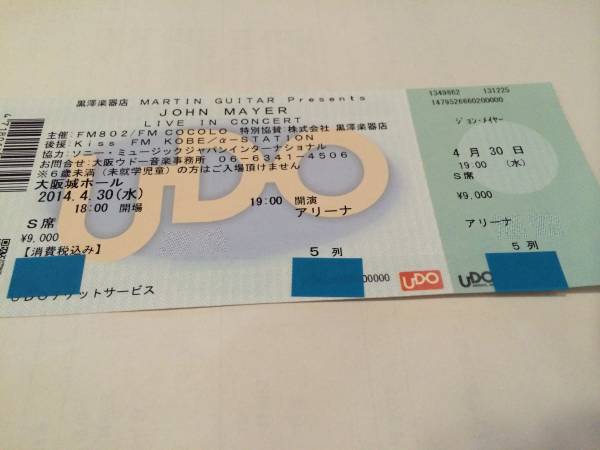 黒澤楽器店 MARTIN GUITAR Presents
JOHN MAYER
LIVE IN CONCERT
主催:FM802/FM COCOLO 特別協賛 株式会社 黒澤楽器店
後援:Kiss FM KOBE/α-STATION
協力:ソニー・ミュージックジャパンインターナショナル
お問合せ:大阪ウドー音楽事務所 06-6341-4506
※6歳未満(未就学児童)の方はご入場頂けません
大阪城ホール
2014.4.30(水)
18:00 開場 19:00 開演
S席 アリーナ
¥9,000
【消費税込み】 5 列
UDOチケットサービス
UDO
UDO
1349862 131225
1479526660200000
ジョン・メイヤー
4月30日
19:00 (水)
S席
¥9,000
アリーナ
5 列
UDO